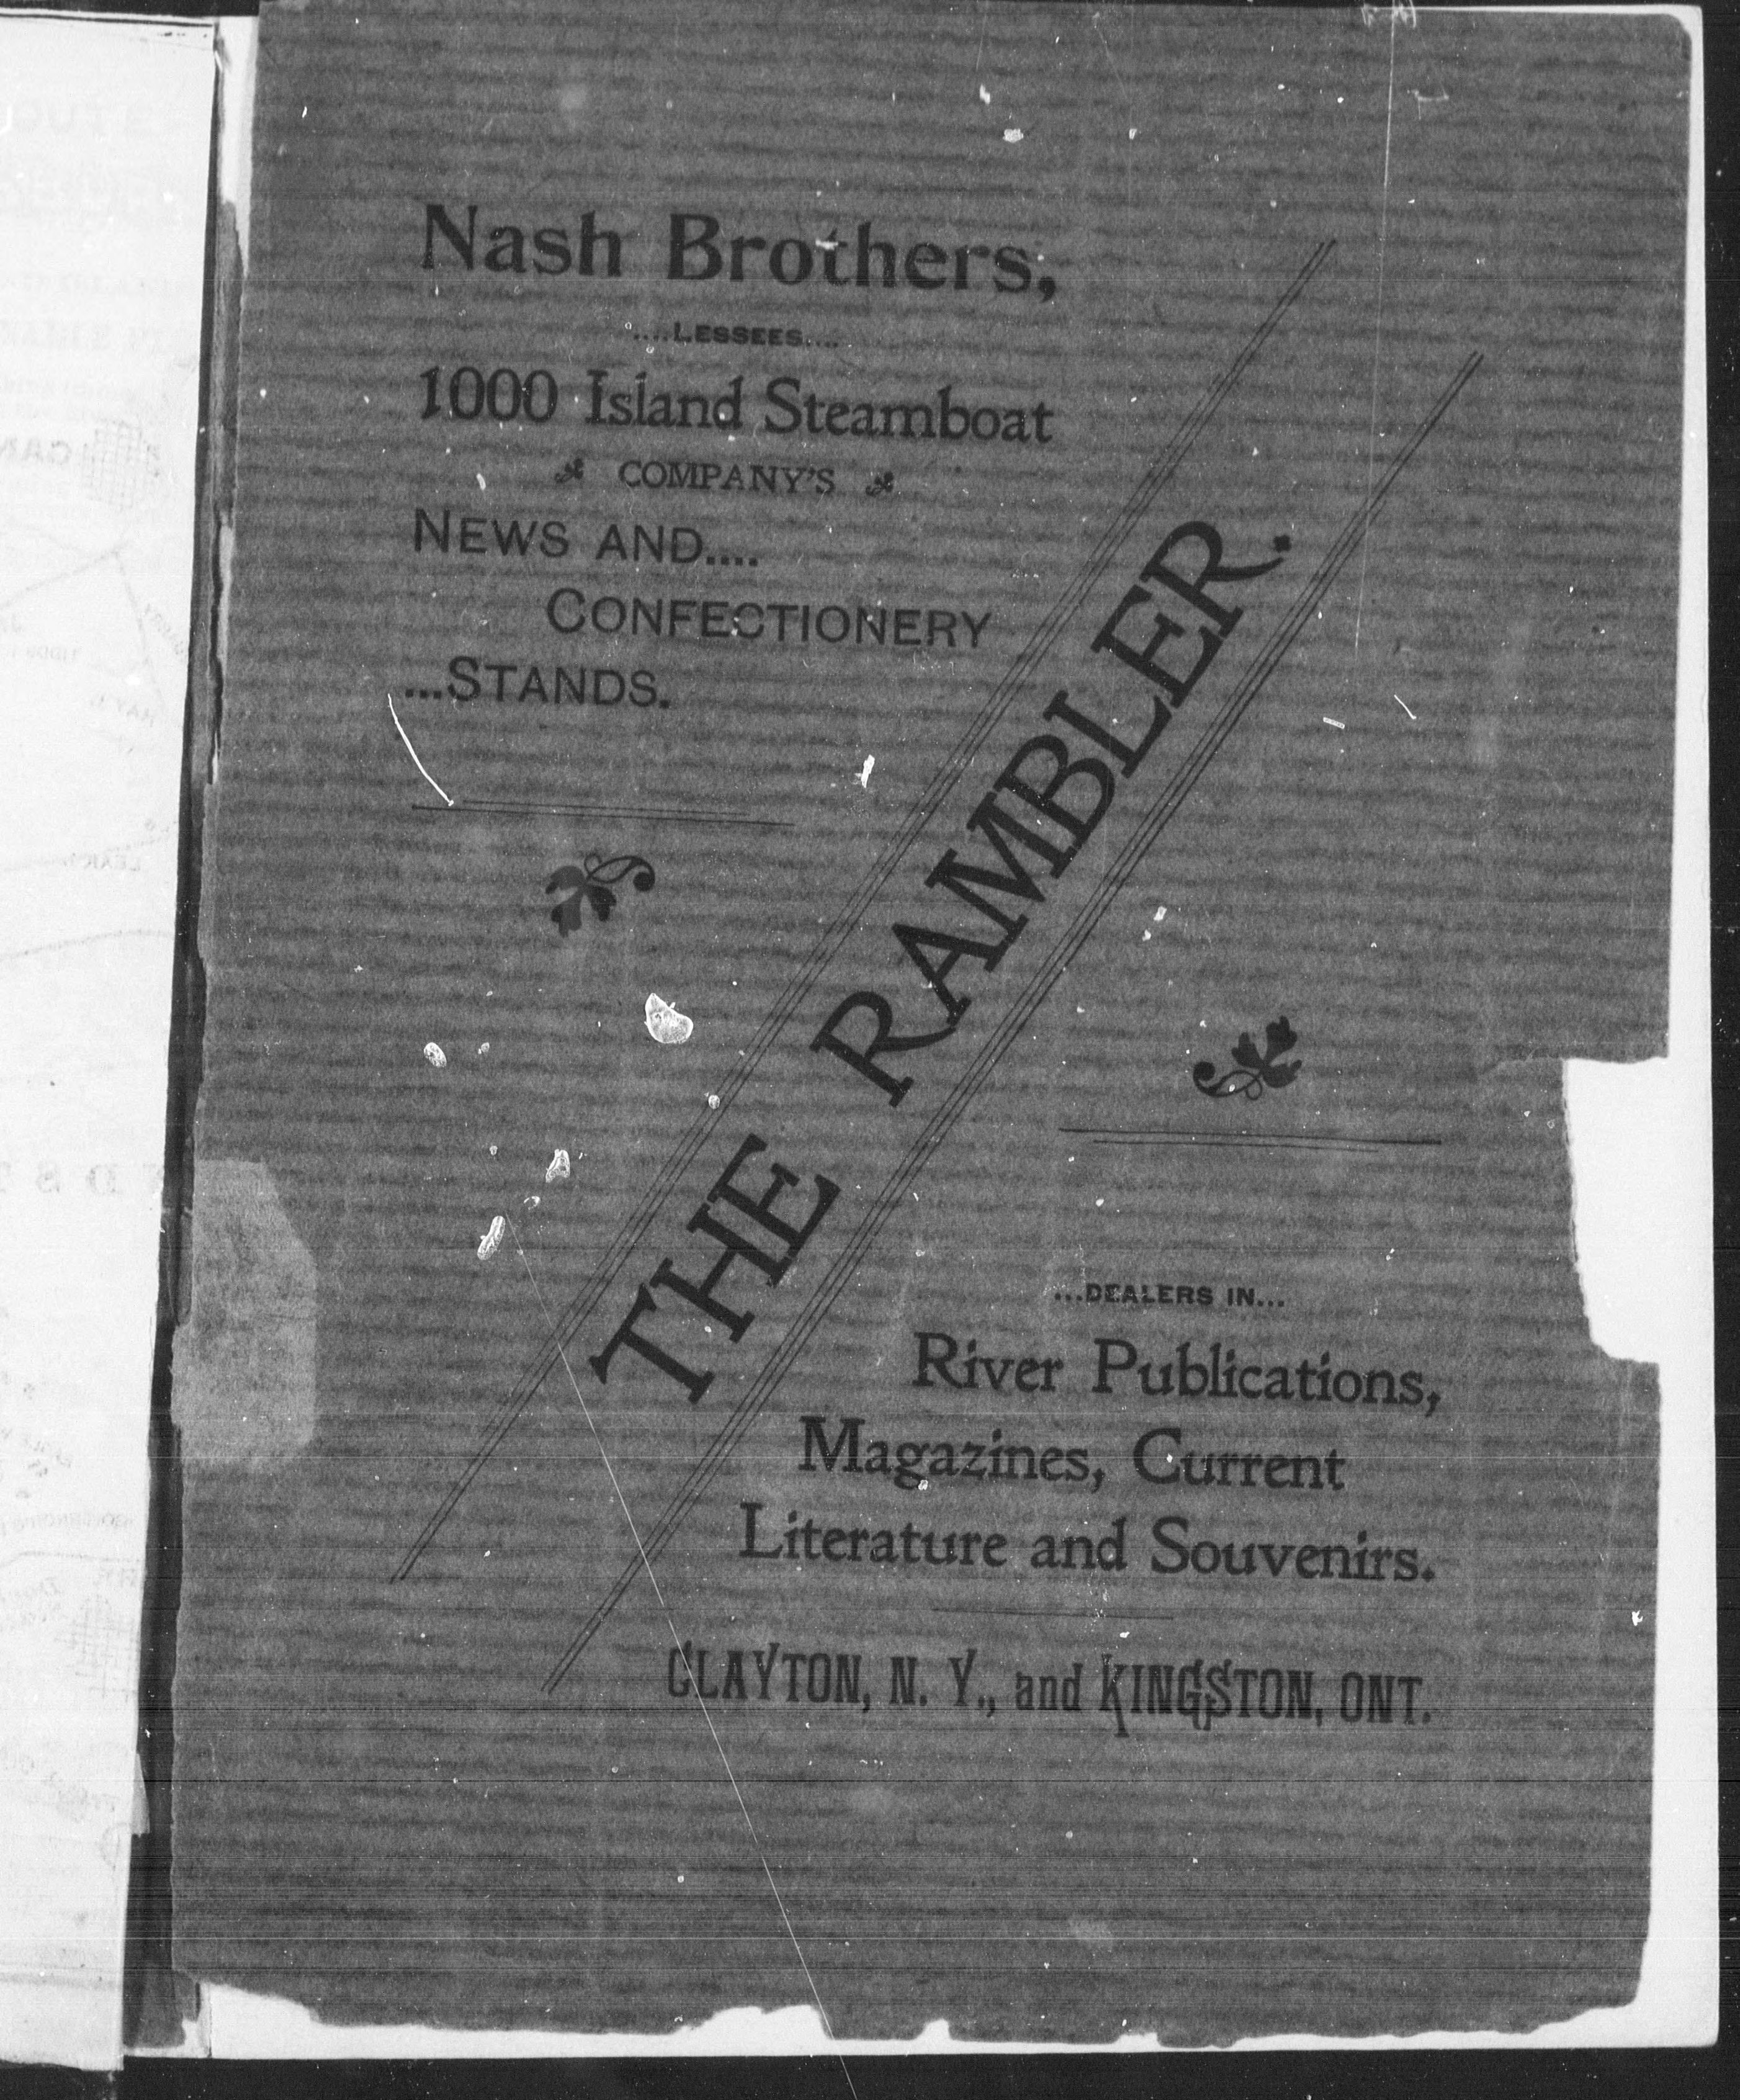 Nash Brothers,
....LESSEES....
1000 Island Steamboat
COMPANY'S
NEWS AND....
CONFECTIONERY
...STANDS.
THE RAMBLER.
...DEALERS IN...
River Publications,
Magazines, Current
Literature and Souvenirs.
CLAYTON, N. Y., and KINGSTON, ONT.